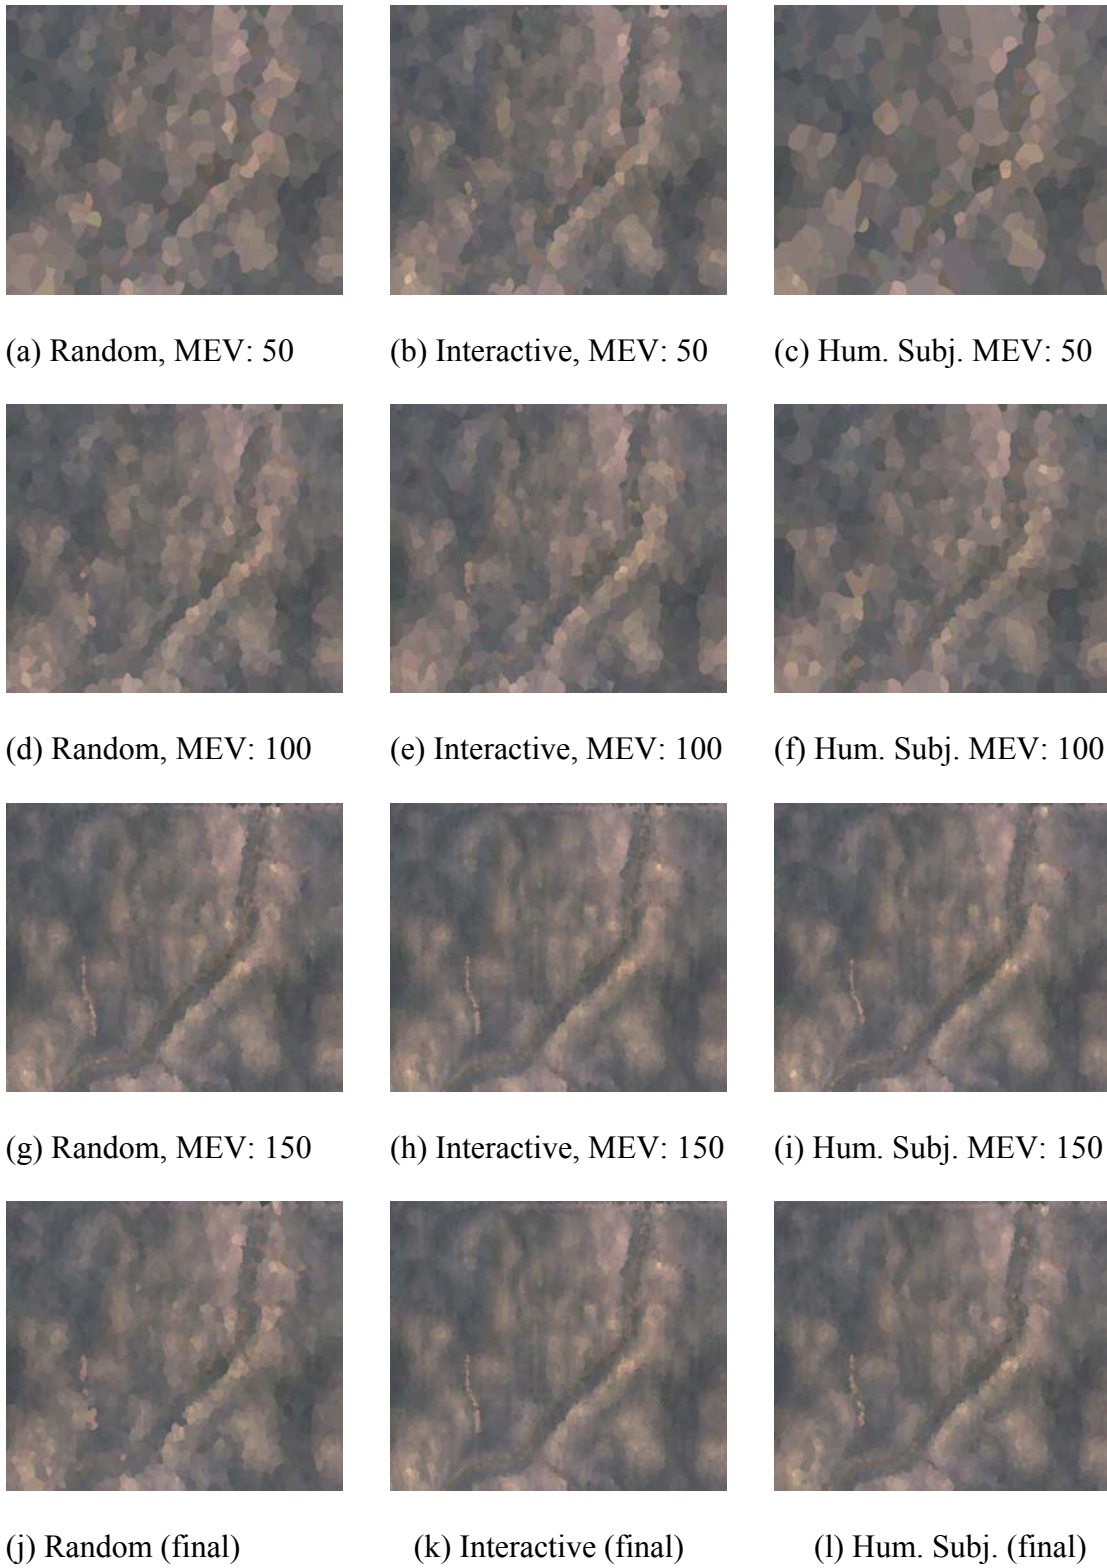 (a) Random, MEV: 50 (b) Interactive, MEV: 50 (c) Hum. Subj. MEV: 50
(d) Random, MEV: 100 (e) Interactive, MEV: 100 (f) Hum. Subj. MEV: 100
(g) Random, MEV: 150 (h) Interactive, MEV: 150 (i) Hum. Subj. MEV: 150
(j) Random (final) (k) Interactive (final) (l) Hum. Subj. (final)